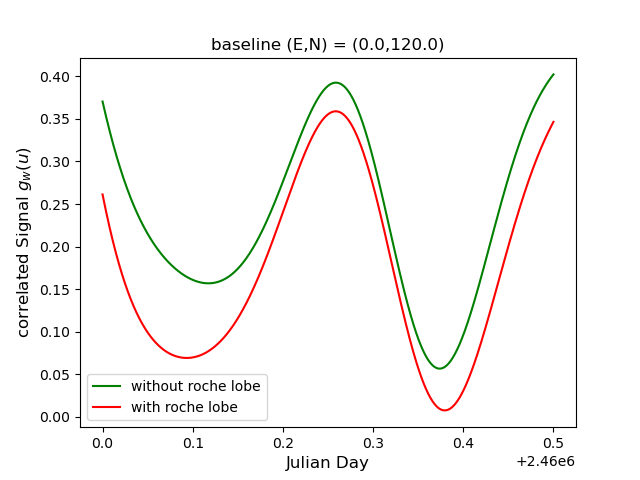 baseline (E,N) = (0.0,120.0)
correlated Signal g_w(u)
0.40
0.35
0.30
0.25
0.20
0.15
0.10
0.05
0.00
without roche lobe
with roche lobe
0.0 0.1 0.2 0.3 0.4 0.5
Julian Day
+2.46e6